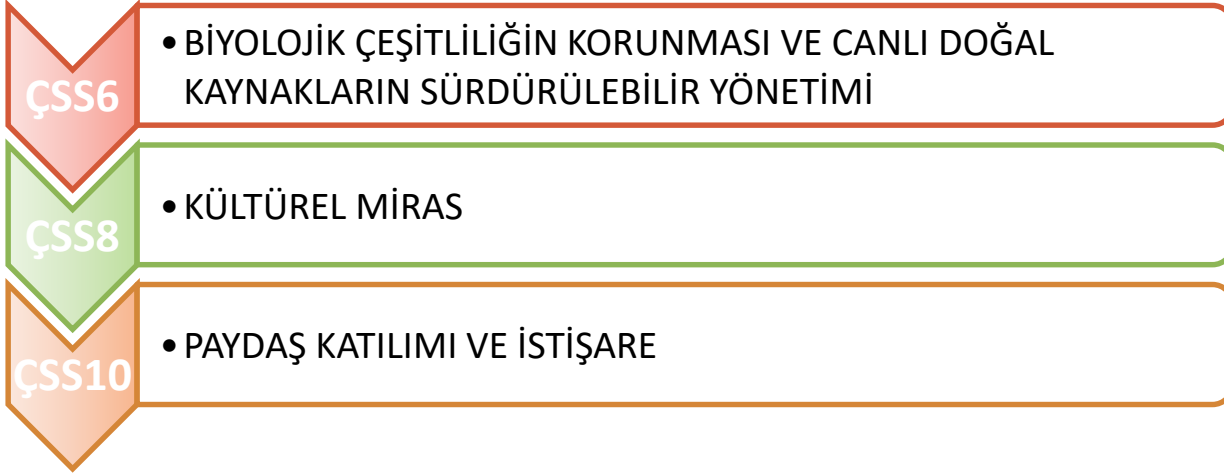 ÇSS6
• BİYOLOJİK ÇEŞİTLİLİĞİN KORUNMASI VE CANLI DOĞAL
KAYNAKLARIN SÜRDÜRÜLEBİLİR YÖNETİMİ
ÇSS8
• KÜLTÜREL MİRAS
ÇSS10
• PAYDAŞ KATILIMI VE İSTİŞARE